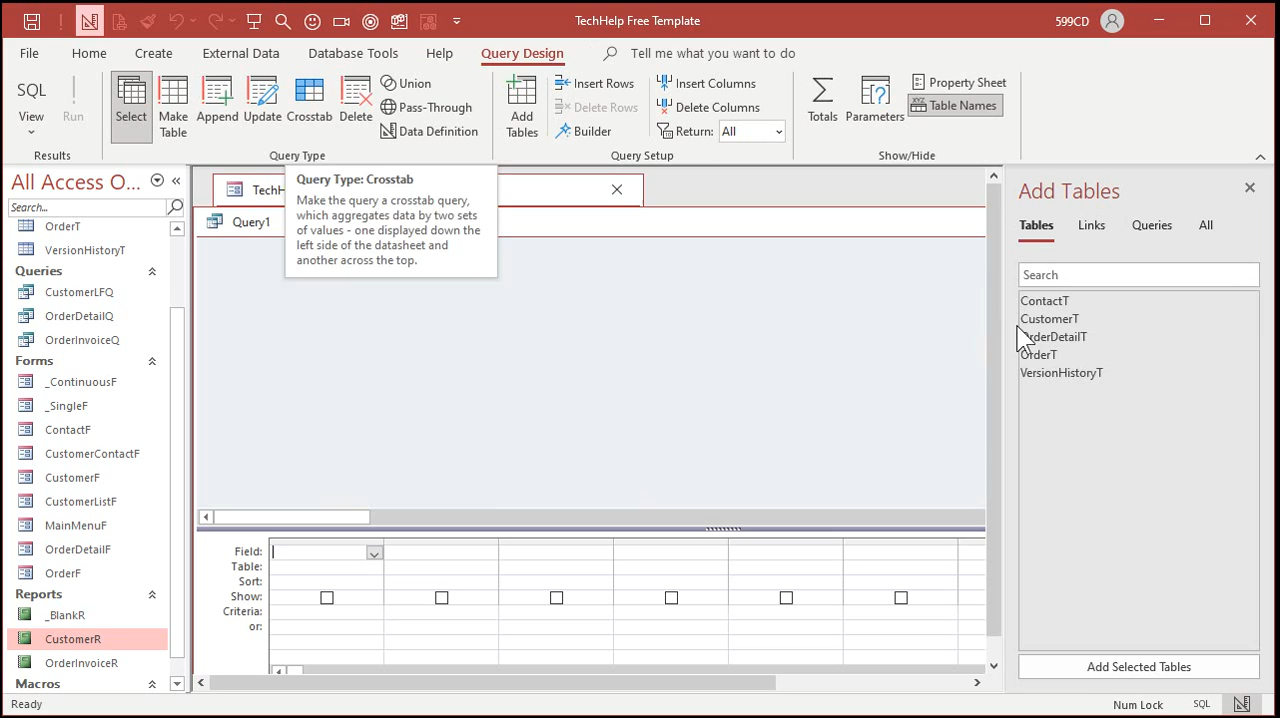 TechHelp Free Template
599CD
File Home Create External Data Database Tools Help Query Design Tell me what you want to do
SQL
View
Run
Select
Make
Table
Append
Update
Crosstab
Delete
Union
Pass-Through
Data Definition
Add
Tables
Insert Rows
Delete Rows
Builder
Insert Columns
Delete Columns
Return: All
Totals
Parameters
Property Sheet
Table Names
Results
Query Type
Query Setup
Show/Hide
All Access O...
Search...
OrderT
VersionHistoryT
Queries
CustomerLFQ
OrderDetailQ
OrderInvoiceQ
Forms
_ContinuousF
_SingleF
ContactF
CustomerContactF
CustomerF
CustomerListF
MainMenuF
OrderDetailF
OrderF
Reports
_BlankR
CustomerR
OrderInvoiceR
Macros
TechH
Query1
Query Type: Crosstab
Make the query a crosstab query,
which aggregates data by two sets
of values - one displayed down the
left side of the datasheet and
another across the top.
Field:
Table:
Sort:
Show:
Criteria:
or:
Add Tables
Tables Links Queries All
Search
ContactT
CustomerT
OrderDetailT
OrderT
VersionHistoryT
Add Selected Tables
Ready
Num Lock
SQL